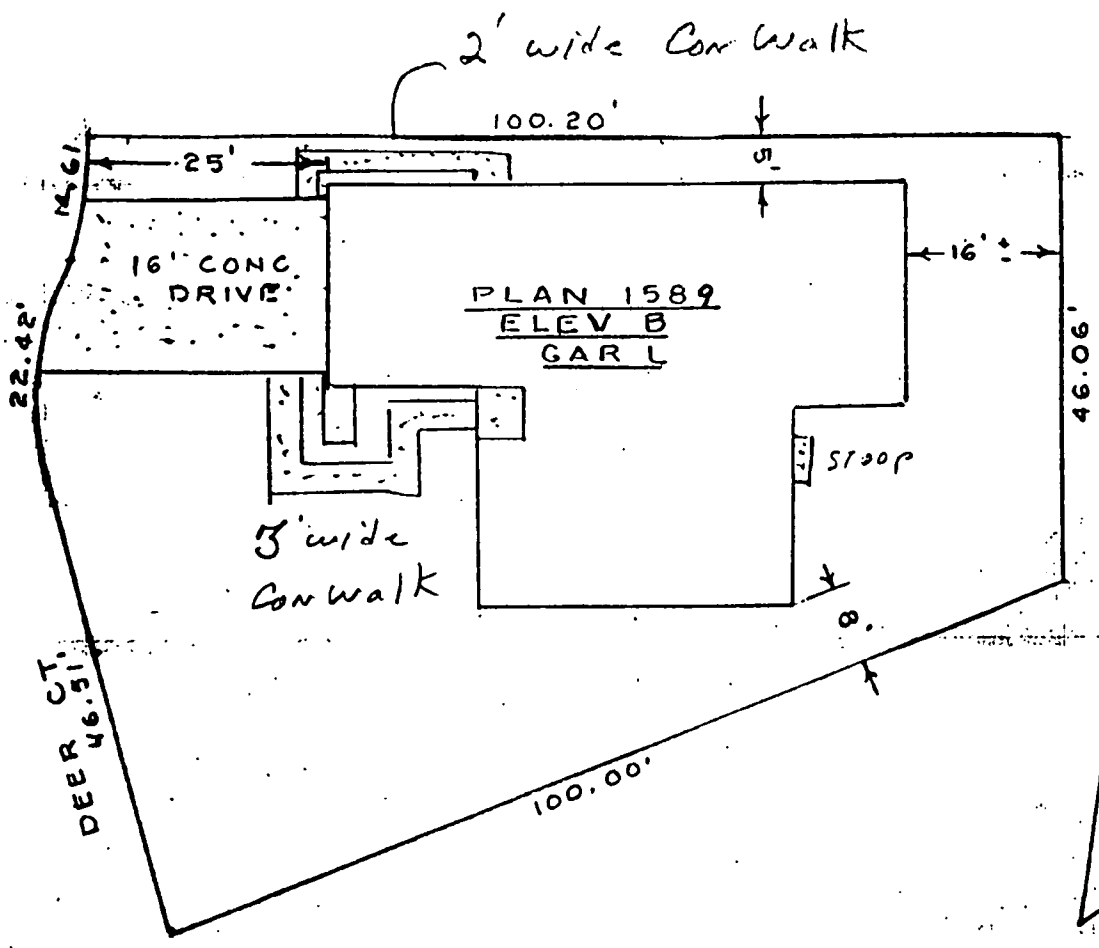 2' wide Con Walk
100.20'
25'
5'
16' CONC.
DRIVE.
16' ±
PLAN 1589
ELEV B
GAR L
22.42'
46.06'
STOOP
3' wide
Con walk
8'
DEER CT.
46.51'
100.00'